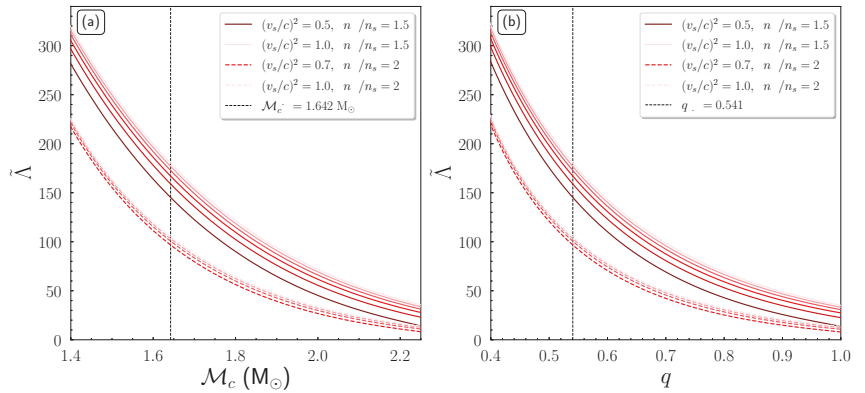 (a)
(v_s/c)^2 = 0.5, n /n_s = 1.5
(v_s/c)^2 = 1.0, n /n_s = 1.5
(v_s/c)^2 = 0.7, n /n_s = 2
(v_s/c)^2 = 1.0, n /n_s = 2
ℳ_c = 1.642 M_⊙
Λ̃
300
250
200
150
100
50
0
1.4 1.6 1.8 2.0 2.2
ℳ_c (M_⊙)
(b)
(v_s/c)^2 = 0.5, n /n_s = 1.5
(v_s/c)^2 = 1.0, n /n_s = 1.5
(v_s/c)^2 = 0.7, n /n_s = 2
(v_s/c)^2 = 1.0, n /n_s = 2
q = 0.541
Λ̃
300
250
200
150
100
50
0
0.4 0.5 0.6 0.7 0.8 0.9 1.0
q